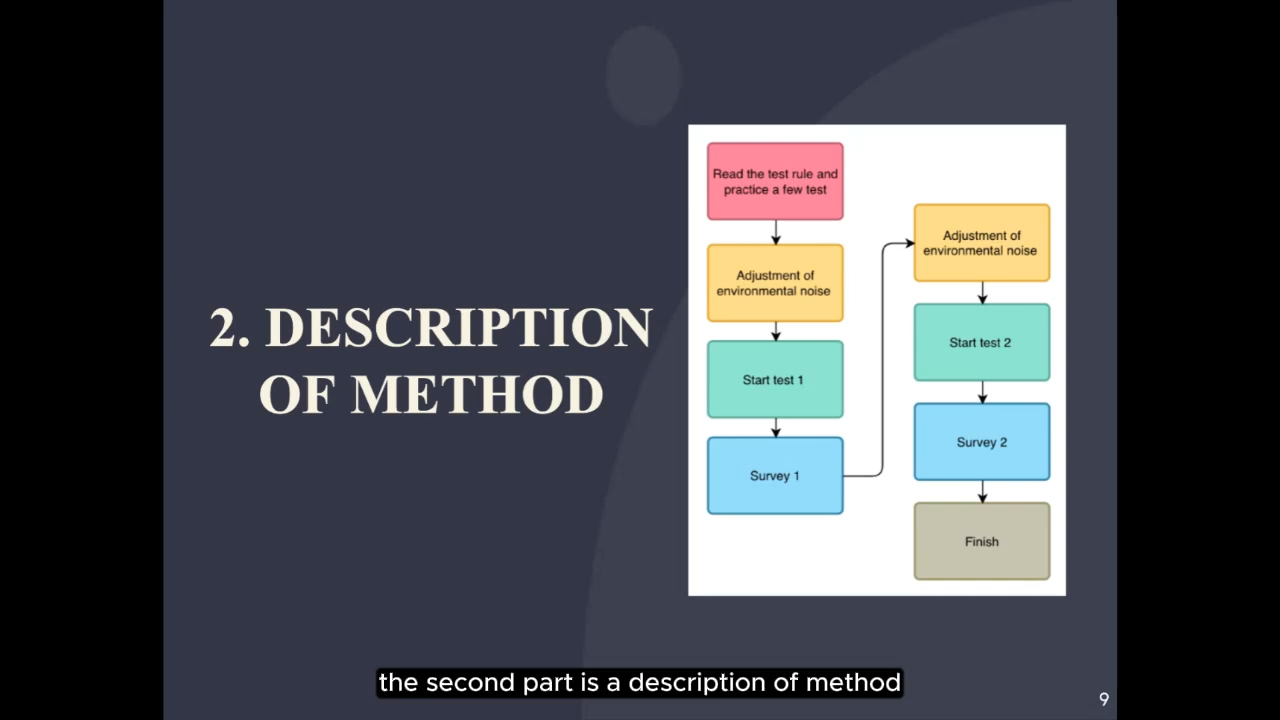 2. DESCRIPTION
OF METHOD
Read the test rule and
practice a few test
Adjustment of
environmental noise
Start test 1
Survey 1
Adjustment of
environmental noise
Start test 2
Survey 2
Finish
the second part is a description of method
9